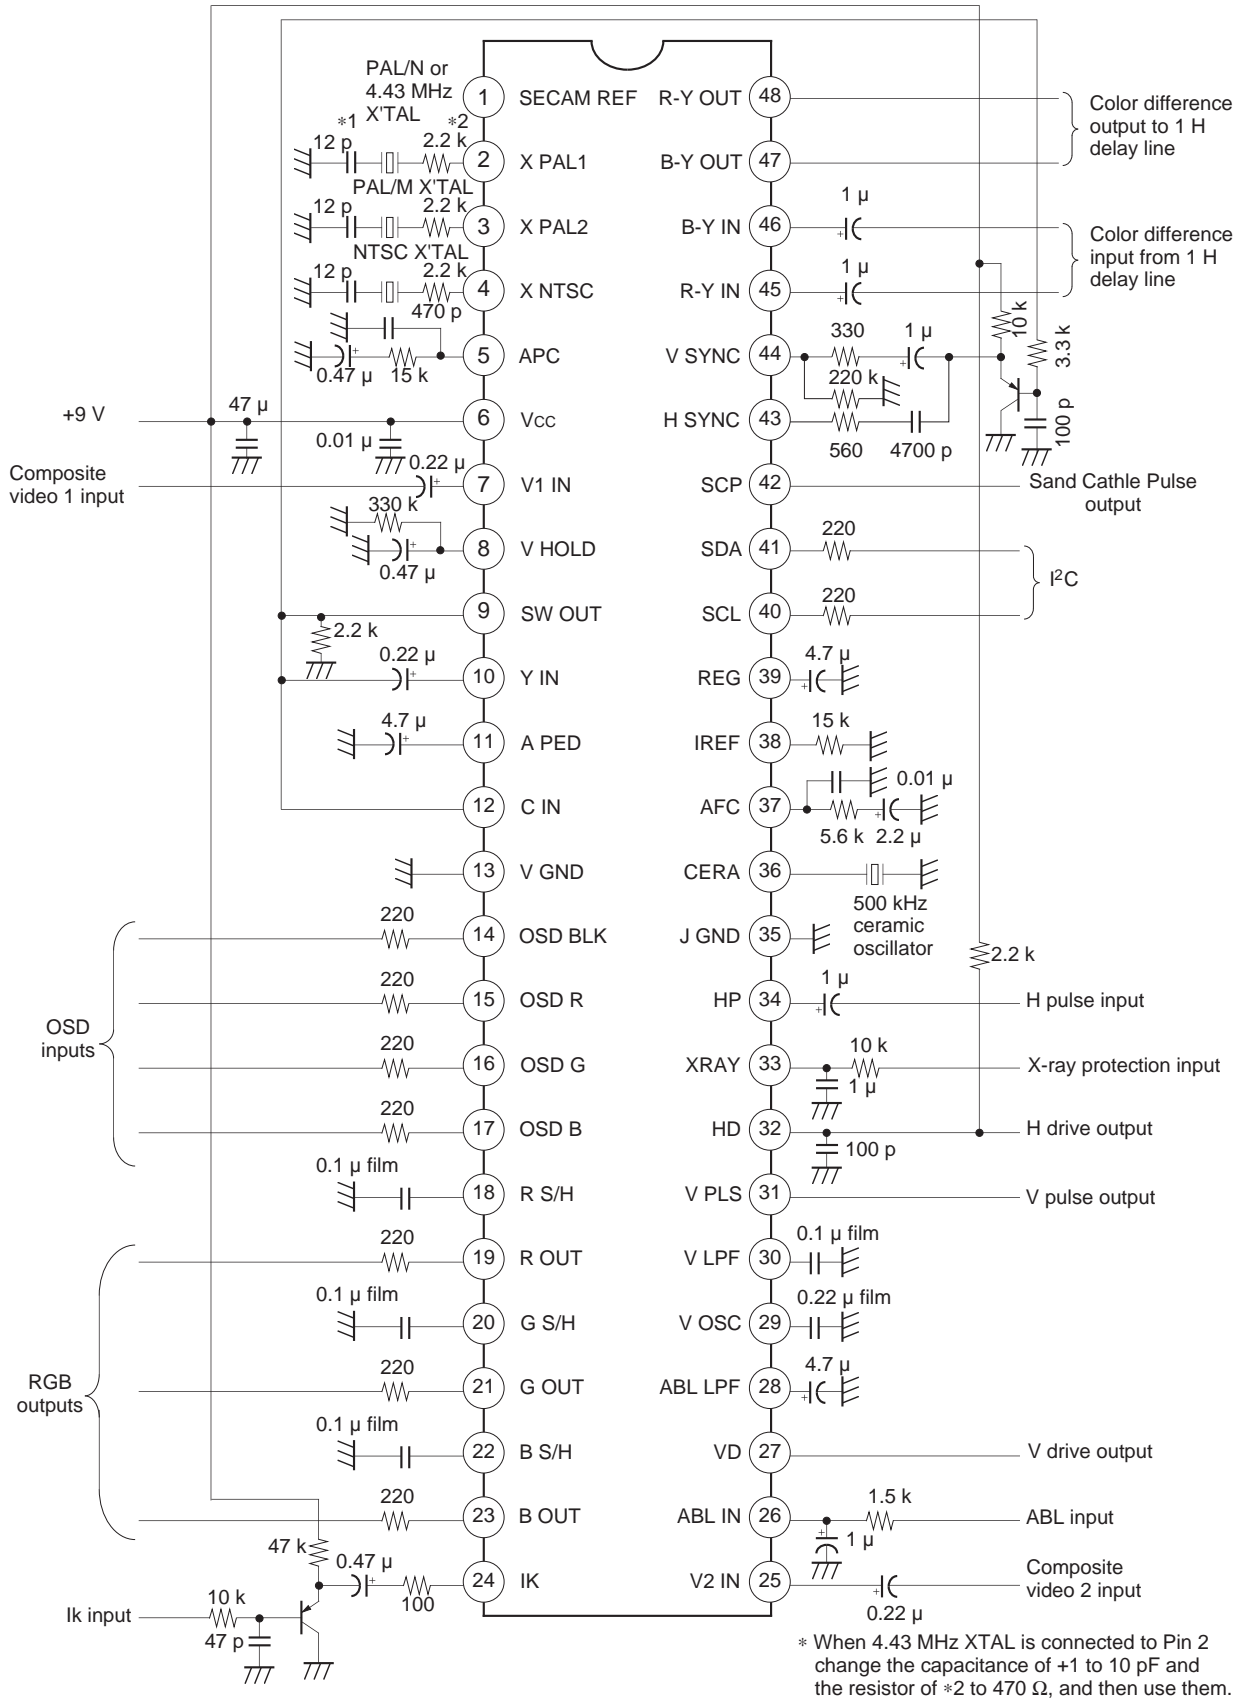 PAL/N or
4.43 MHz
X'TAL
*1
*2
12 p
2.2 k
1 SECAM REF
2 X PAL1
PAL/M X'TAL
12 p
2.2 k
3 X PAL2
NTSC X'TAL
12 p
2.2 k
4 X NTSC
470 p
5 APC
0.47 µ
15 k
+9 V
47 µ
0.01 µ
6 Vcc
Composite
video 1 input
0.22 µ
7 V1 IN
330 k
8 V HOLD
0.47 µ
9 SW OUT
2.2 k
0.22 µ
10 Y IN
4.7 µ
11 A PED
12 C IN
13 V GND
OSD
inputs
220
14 OSD BLK
220
15 OSD R
220
16 OSD G
220
17 OSD B
0.1 µ film
18 R S/H
RGB
outputs
220
19 R OUT
0.1 µ film
20 G S/H
220
21 G OUT
0.1 µ film
22 B S/H
220
23 B OUT
47 k
0.47 µ
100
24 IK
Ik input
10 k
47 p
R-Y OUT 48
B-Y OUT 47
Color difference
output to 1 H
delay line
1 µ
B-Y IN 46
1 µ
R-Y IN 45
Color difference
input from 1 H
delay line
10 k
3.3 k
330
1 µ
V SYNC 44
220 k
H SYNC 43
560
4700 p
100 p
SCP 42
Sand Cathle Pulse
output
220
SDA 41
220
SCL 40
I²C
4.7 µ
REG 39
15 k
IREF 38
0.01 µ
AFC 37
5.6 k
2.2 µ
CERA 36
500 kHz
ceramic
oscillator
J GND 35
2.2 k
1 µ
HP 34
H pulse input
10 k
XRAY 33
1 µ
X-ray protection input
HD 32
100 p
H drive output
V PLS 31
V pulse output
0.1 µ film
V LPF 30
0.22 µ film
V OSC 29
4.7 µ
ABL LPF 28
VD 27
V drive output
1.5 k
ABL IN 26
1 µ
ABL input
V2 IN 25
0.22 µ
Composite
video 2 input
* When 4.43 MHz XTAL is connected to Pin 2
change the capacitance of +1 to 10 pF and
the resistor of *2 to 470 Ω, and then use them.